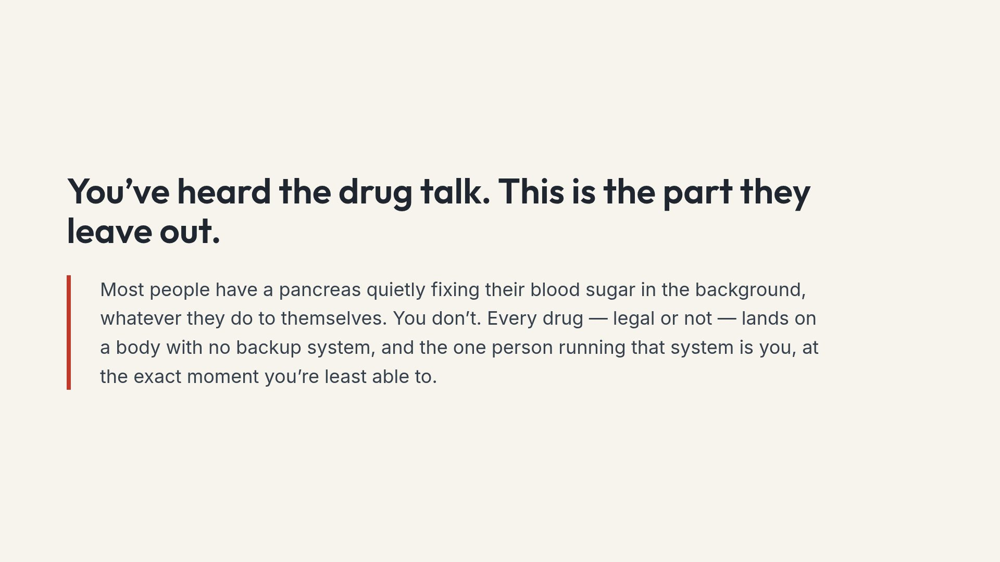 You’ve heard the drug talk. This is the part they
leave out.
Most people have a pancreas quietly fixing their blood sugar in the background,
whatever they do to themselves. You don’t. Every drug — legal or not — lands on
a body with no backup system, and the one person running that system is you, at
the exact moment you’re least able to.